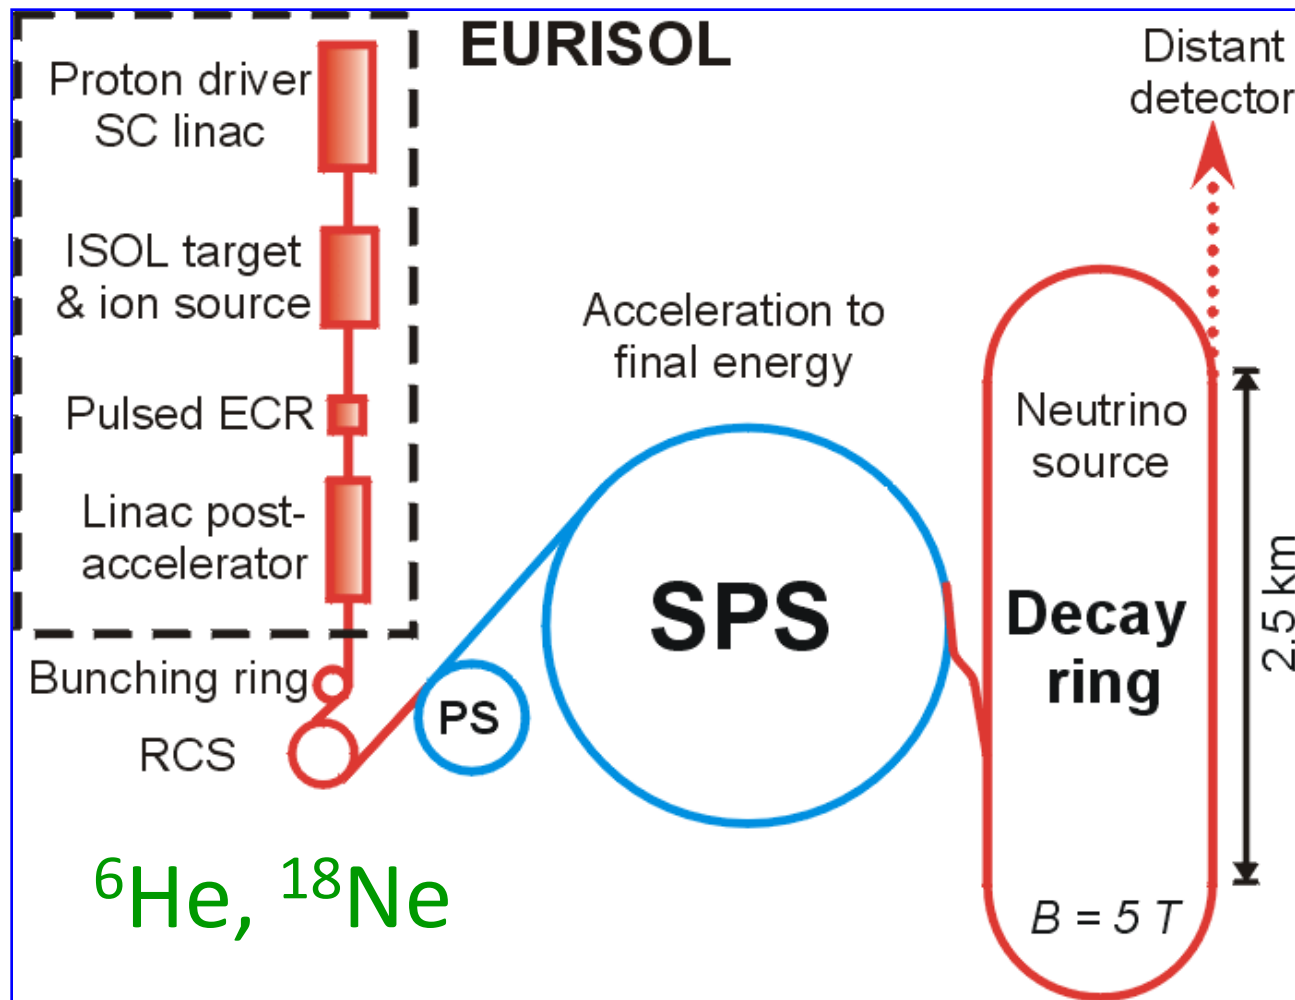 EURISOL
Proton driver
SC linac
ISOL target
& ion source
Pulsed ECR
Linac post-
accelerator
Bunching ring
RCS
PS
Acceleration to
final energy
SPS
Distant
detector
Neutrino
source
Decay
ring
2.5 km
B = 5 T
⁶He, ¹⁸Ne